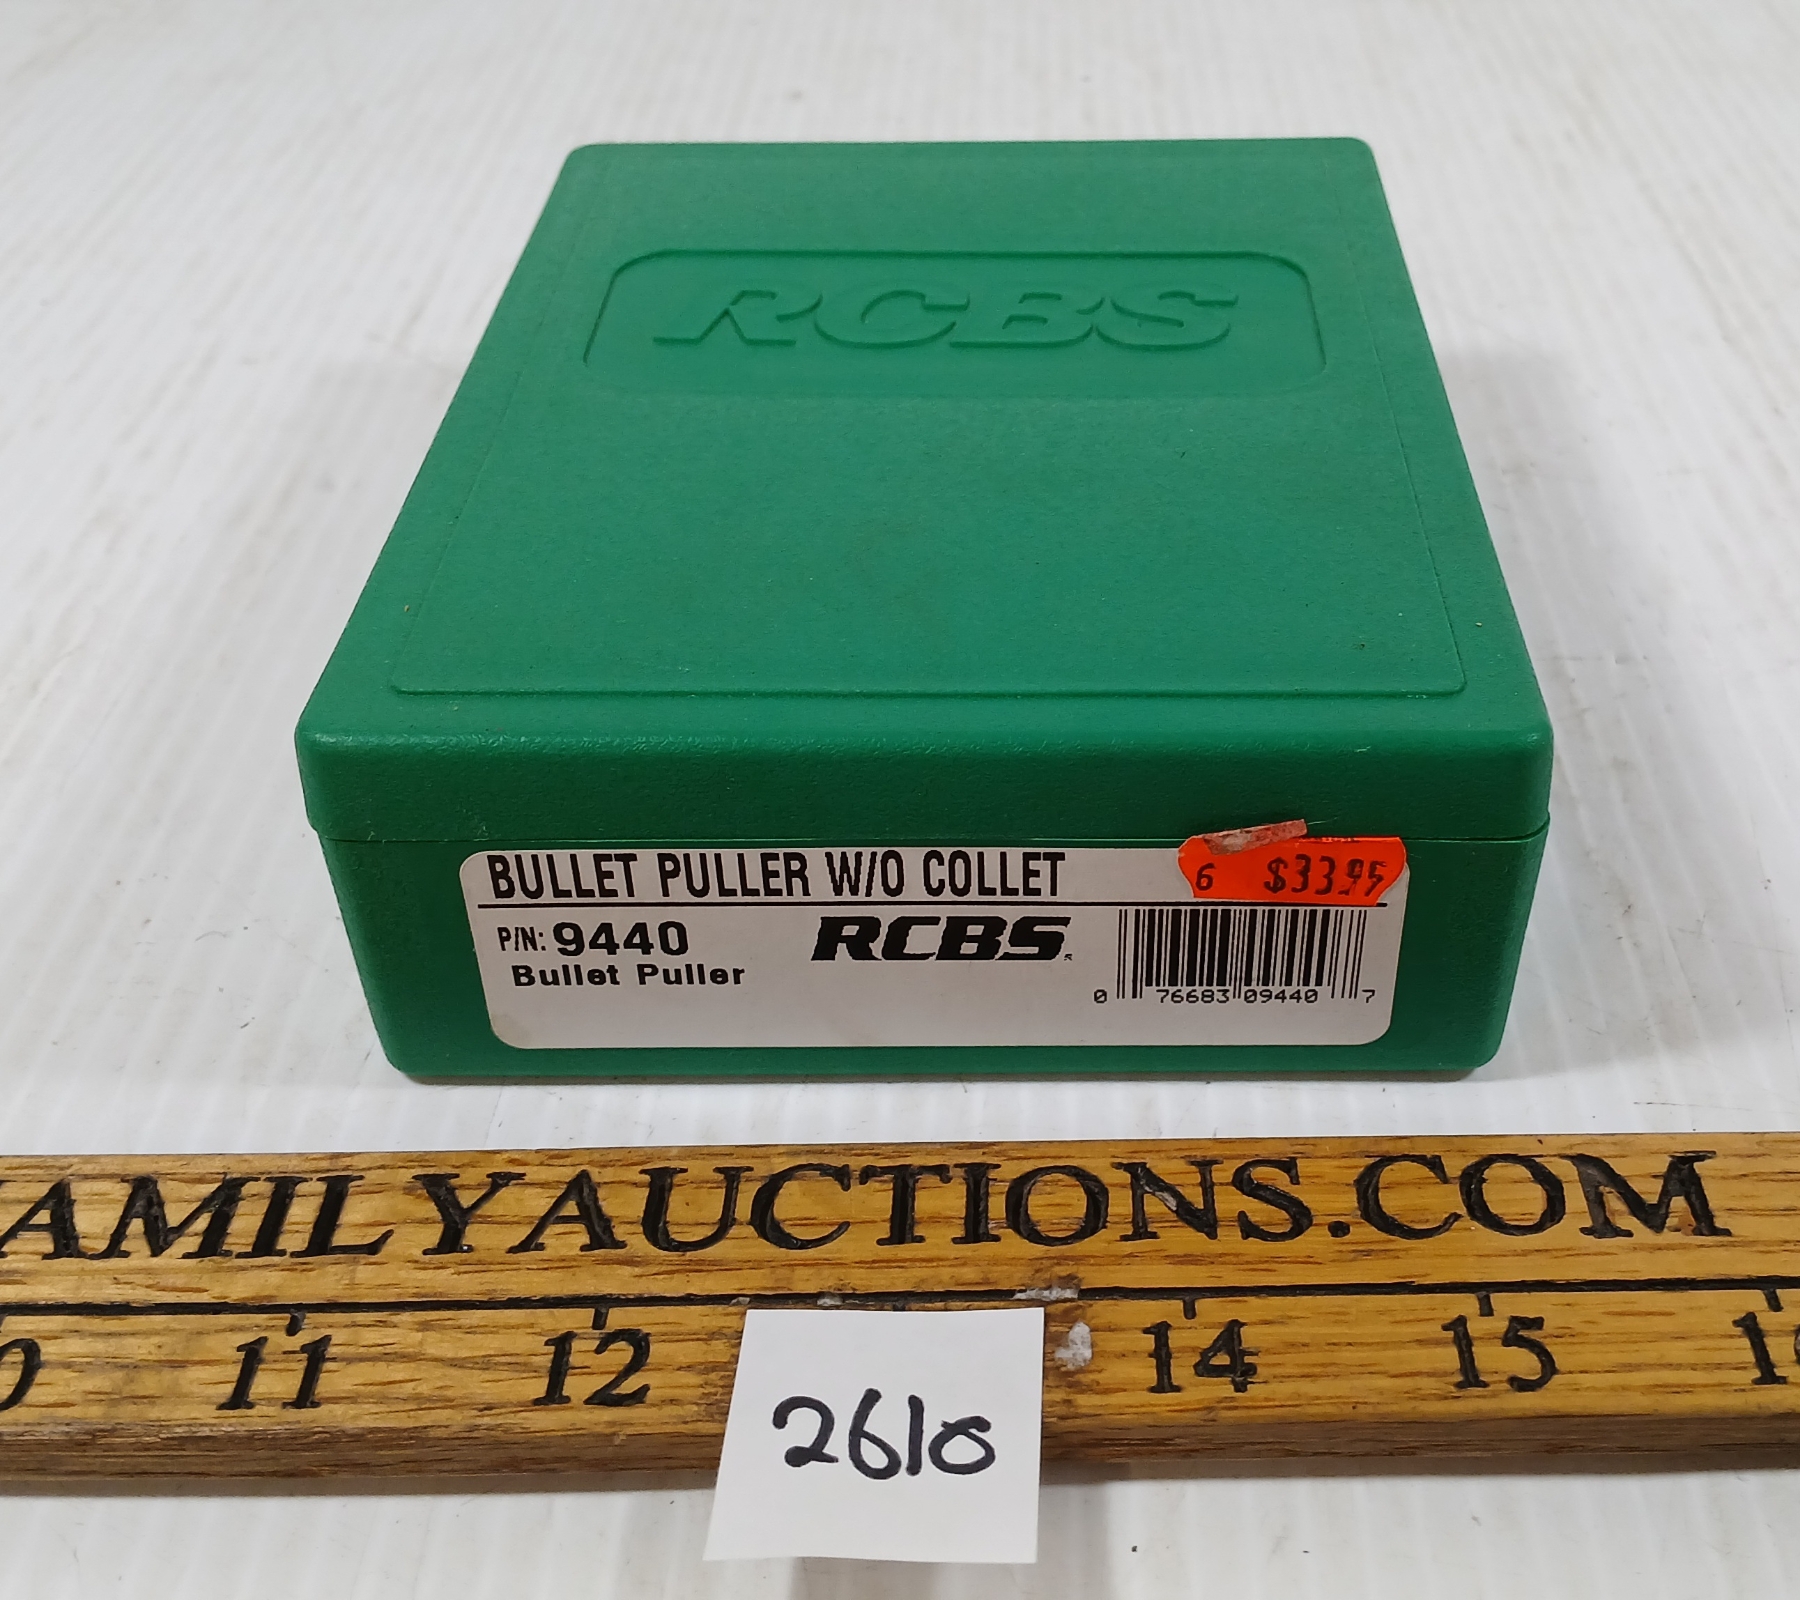 RCBS
BULLET PULLER W/O COLLET
6 $33.95
P/N: 9440
RCBS
Bullet Puller
0 76683 09440 7
AMILYAUCTIONS.COM
11 12 14 15
2610